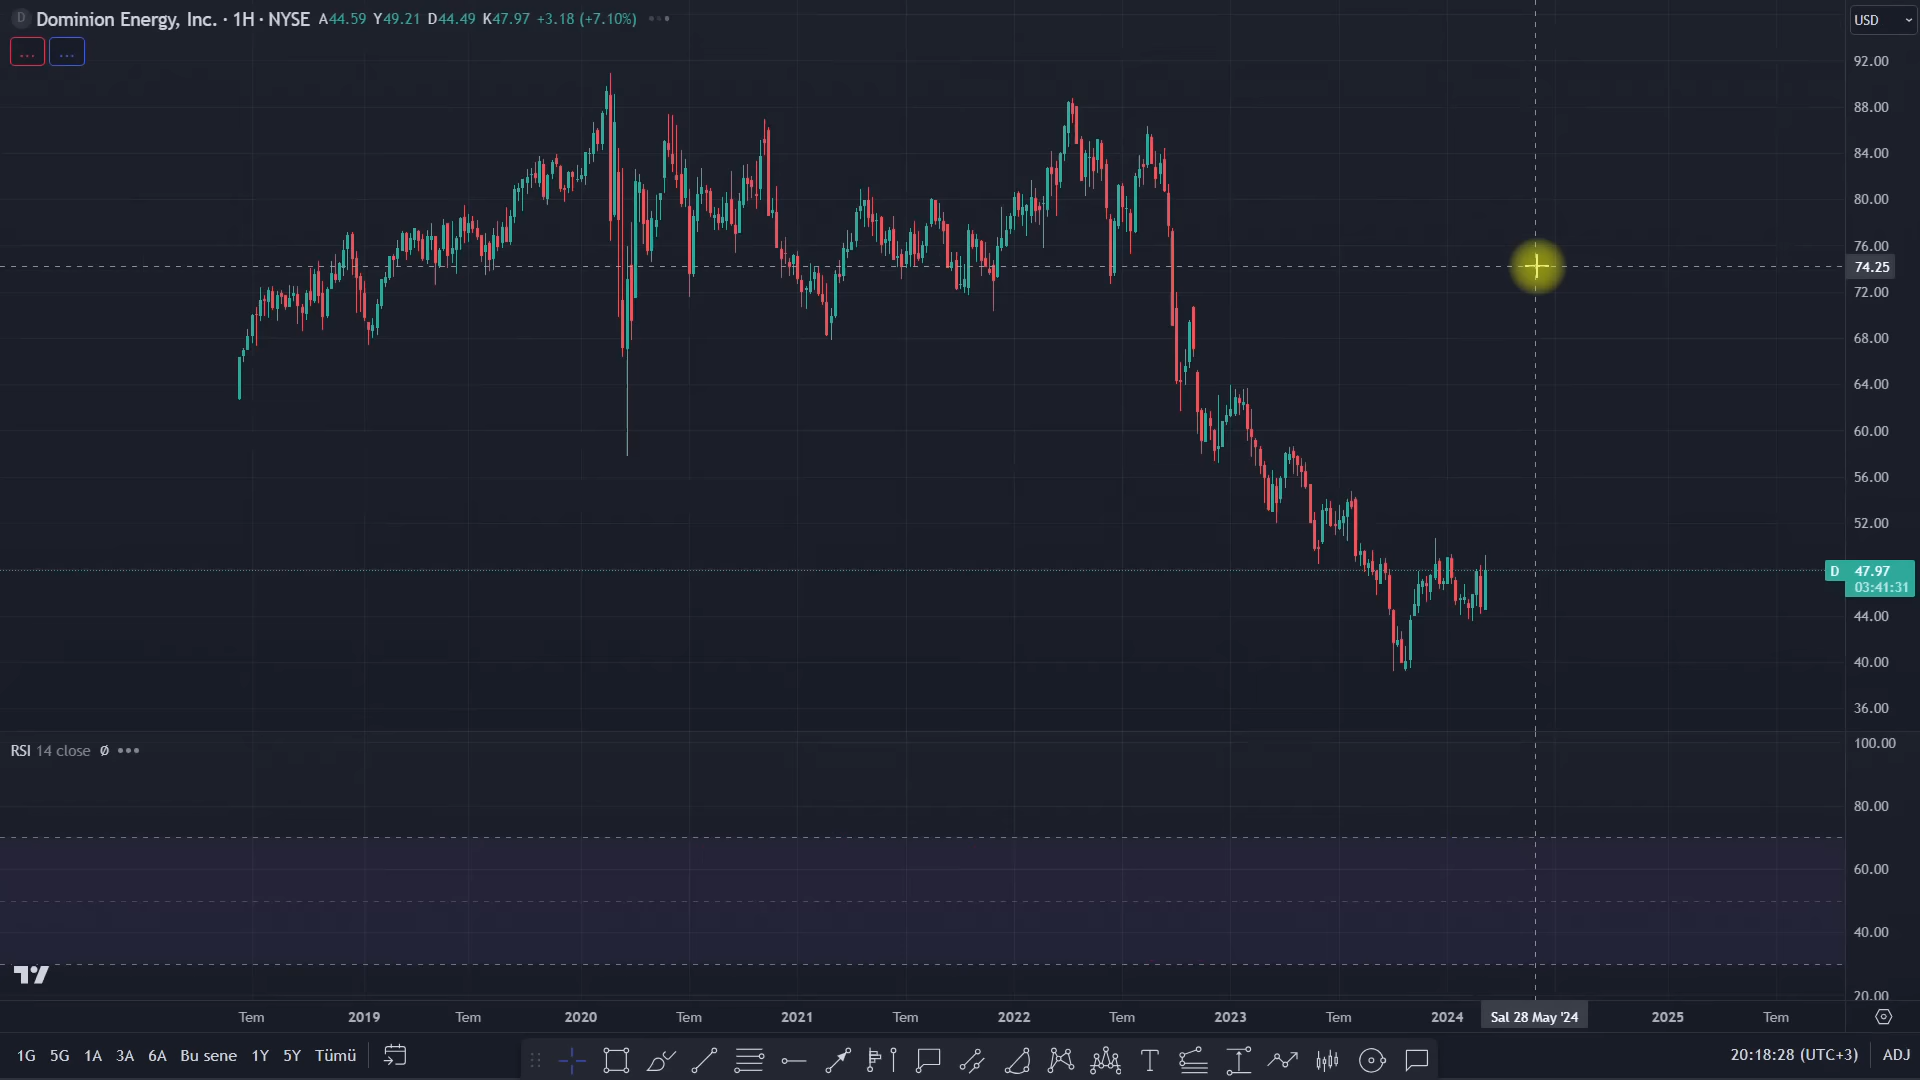 D Dominion Energy, Inc. · 1H · NYSE A44.59 Y49.21 D44.49 K47.97 +3.18 (+7.10%)
USD
92.00
88.00
84.00
80.00
76.00
74.25
72.00
68.00
64.00
60.00
56.00
52.00
D 47.97
03:41:31
44.00
40.00
36.00
RSI 14 close Ø
100.00
80.00
60.00
40.00
20.00
Tem 2019 Tem 2020 Tem 2021 Tem 2022 Tem 2023 Tem 2024 Sal 28 May '24 2025 Tem
1G 5G 1A 3A 6A Bu sene 1Y 5Y Tümü
T
20:18:28 (UTC+3) ADJ